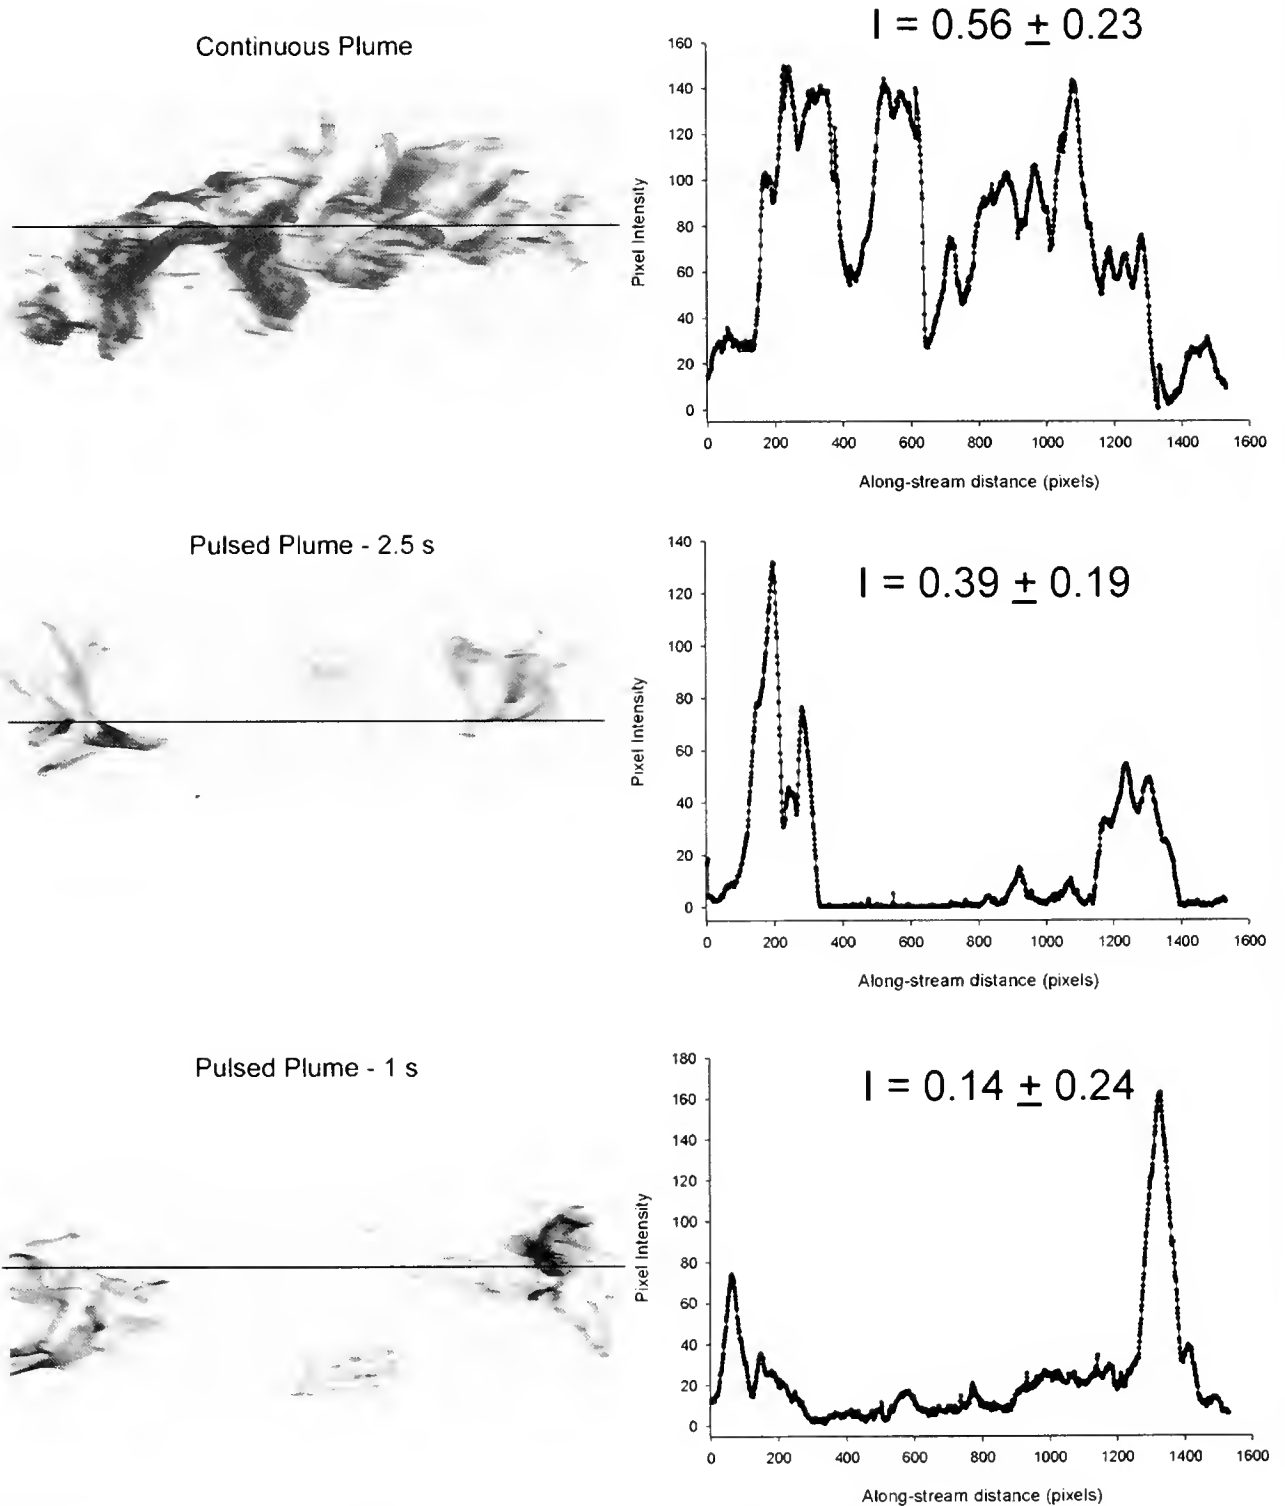 Continuous Plume
I = 0.56 ± 0.23
160
140
120
100
80
60
40
20
0
Pixel Intensity
0 200 400 600 800 1000 1200 1400 1600
Along-stream distance (pixels)
Pulsed Plume - 2.5 s
I = 0.39 ± 0.19
140
120
100
80
60
40
20
0
Pixel Intensity
0 200 400 600 800 1000 1200 1400 1600
Along-stream distance (pixels)
Pulsed Plume - 1 s
I = 0.14 ± 0.24
180
160
140
120
100
80
60
40
20
0
Pixel Intensity
0 200 400 600 800 1000 1200 1400 1600
Along-stream distance (pixels)